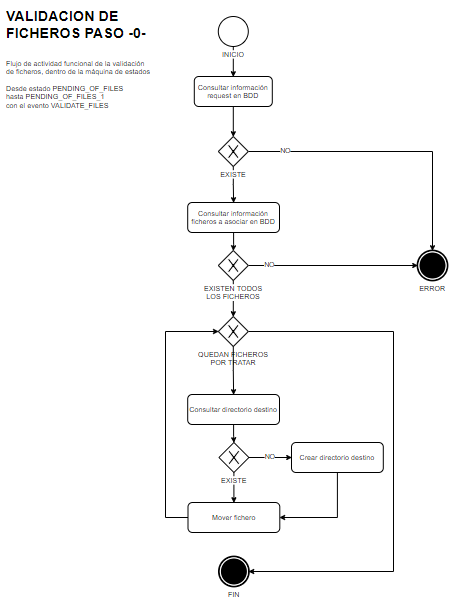 VALIDACION DE
FICHEROS PASO -0-
Flujo de actividad funcional de la validación
de ficheros, dentro de la máquina de estados
Desde estado PENDING_OF_FILES
hasta PENDING_OF_FILES_1
con el evento VALIDATE_FILES
INICIO
Consultar información
request en BDD
NO
EXISTE
Consultar información
ficheros a asociar en BDD
NO
EXISTEN TODOS
LOS FICHEROS
ERROR
QUEDAN FICHEROS
POR TRATAR
Consultar directorio destino
NO
Crear directorio destino
EXISTE
Mover fichero
FIN